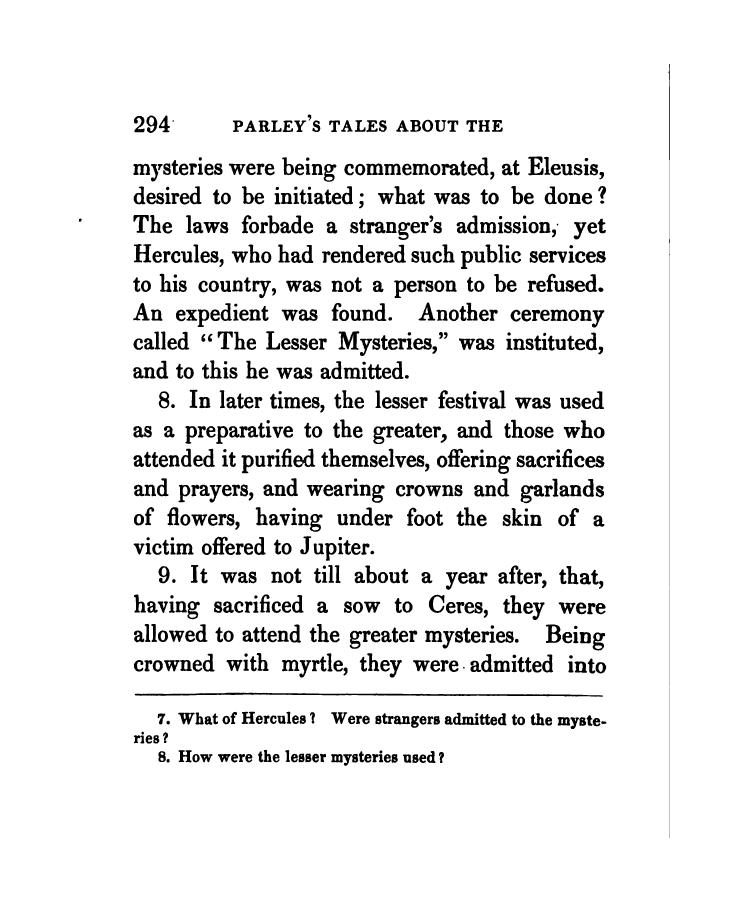 294 PARLEY'S TALES ABOUT THE
mysteries were being commemorated, at Eleusis,
desired to be initiated; what was to be done?
The laws forbade a stranger's admission, yet
Hercules, who had rendered such public services
to his country, was not a person to be refused.
An expedient was found. Another ceremony
called “The Lesser Mysteries,” was instituted,
and to this he was admitted.
8. In later times, the lesser festival was used
as a preparative to the greater, and those who
attended it purified themselves, offering sacrifices
and prayers, and wearing crowns and garlands
of flowers, having under foot the skin of a
victim offered to Jupiter.
9. It was not till about a year after, that,
having sacrificed a sow to Ceres, they were
allowed to attend the greater mysteries. Being
crowned with myrtle, they were admitted into
7. What of Hercules? Were strangers admitted to the myste-
ries?
8. How were the lesser mysteries used?